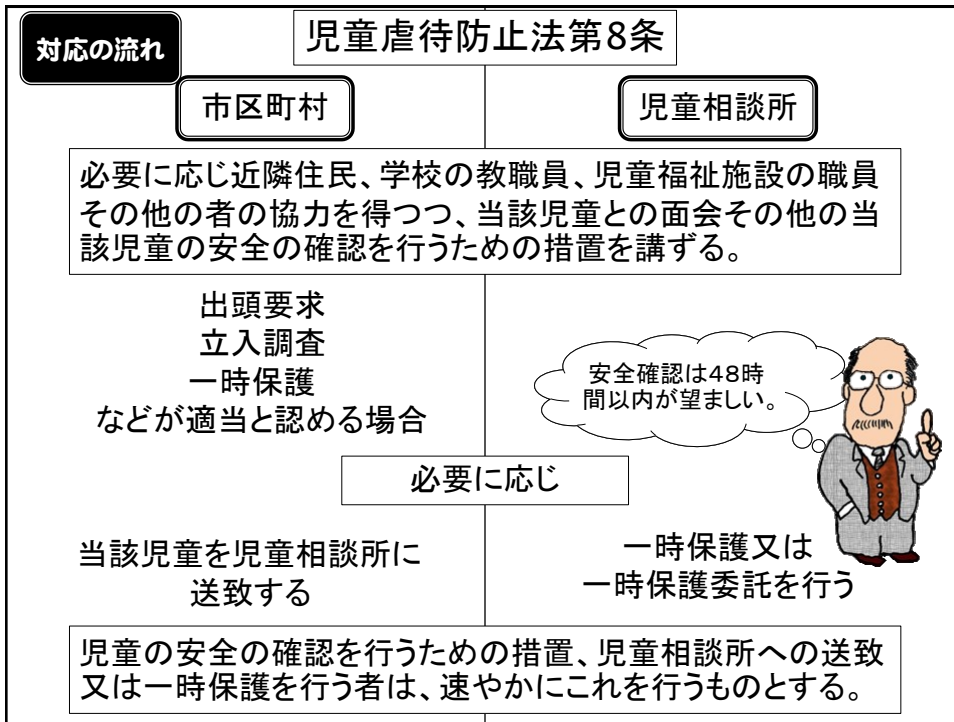 対応の流れ
児童虐待防止法第8条
市区町村
児童相談所
必要に応じ近隣住民、学校の教職員、児童福祉施設の職員
その他の者の協力を得つつ、当該児童との面会その他の当
該児童の安全の確認を行うための措置を講ずる。
出頭要求
立入調査
一時保護
などが適当と認める場合
安全確認は48時
間以内が望ましい。
必要に応じ
当該児童を児童相談所に
送致する
一時保護又は
一時保護委託を行う
児童の安全の確認を行うための措置、児童相談所への送致
又は一時保護を行う者は、速やかにこれを行うものとする。